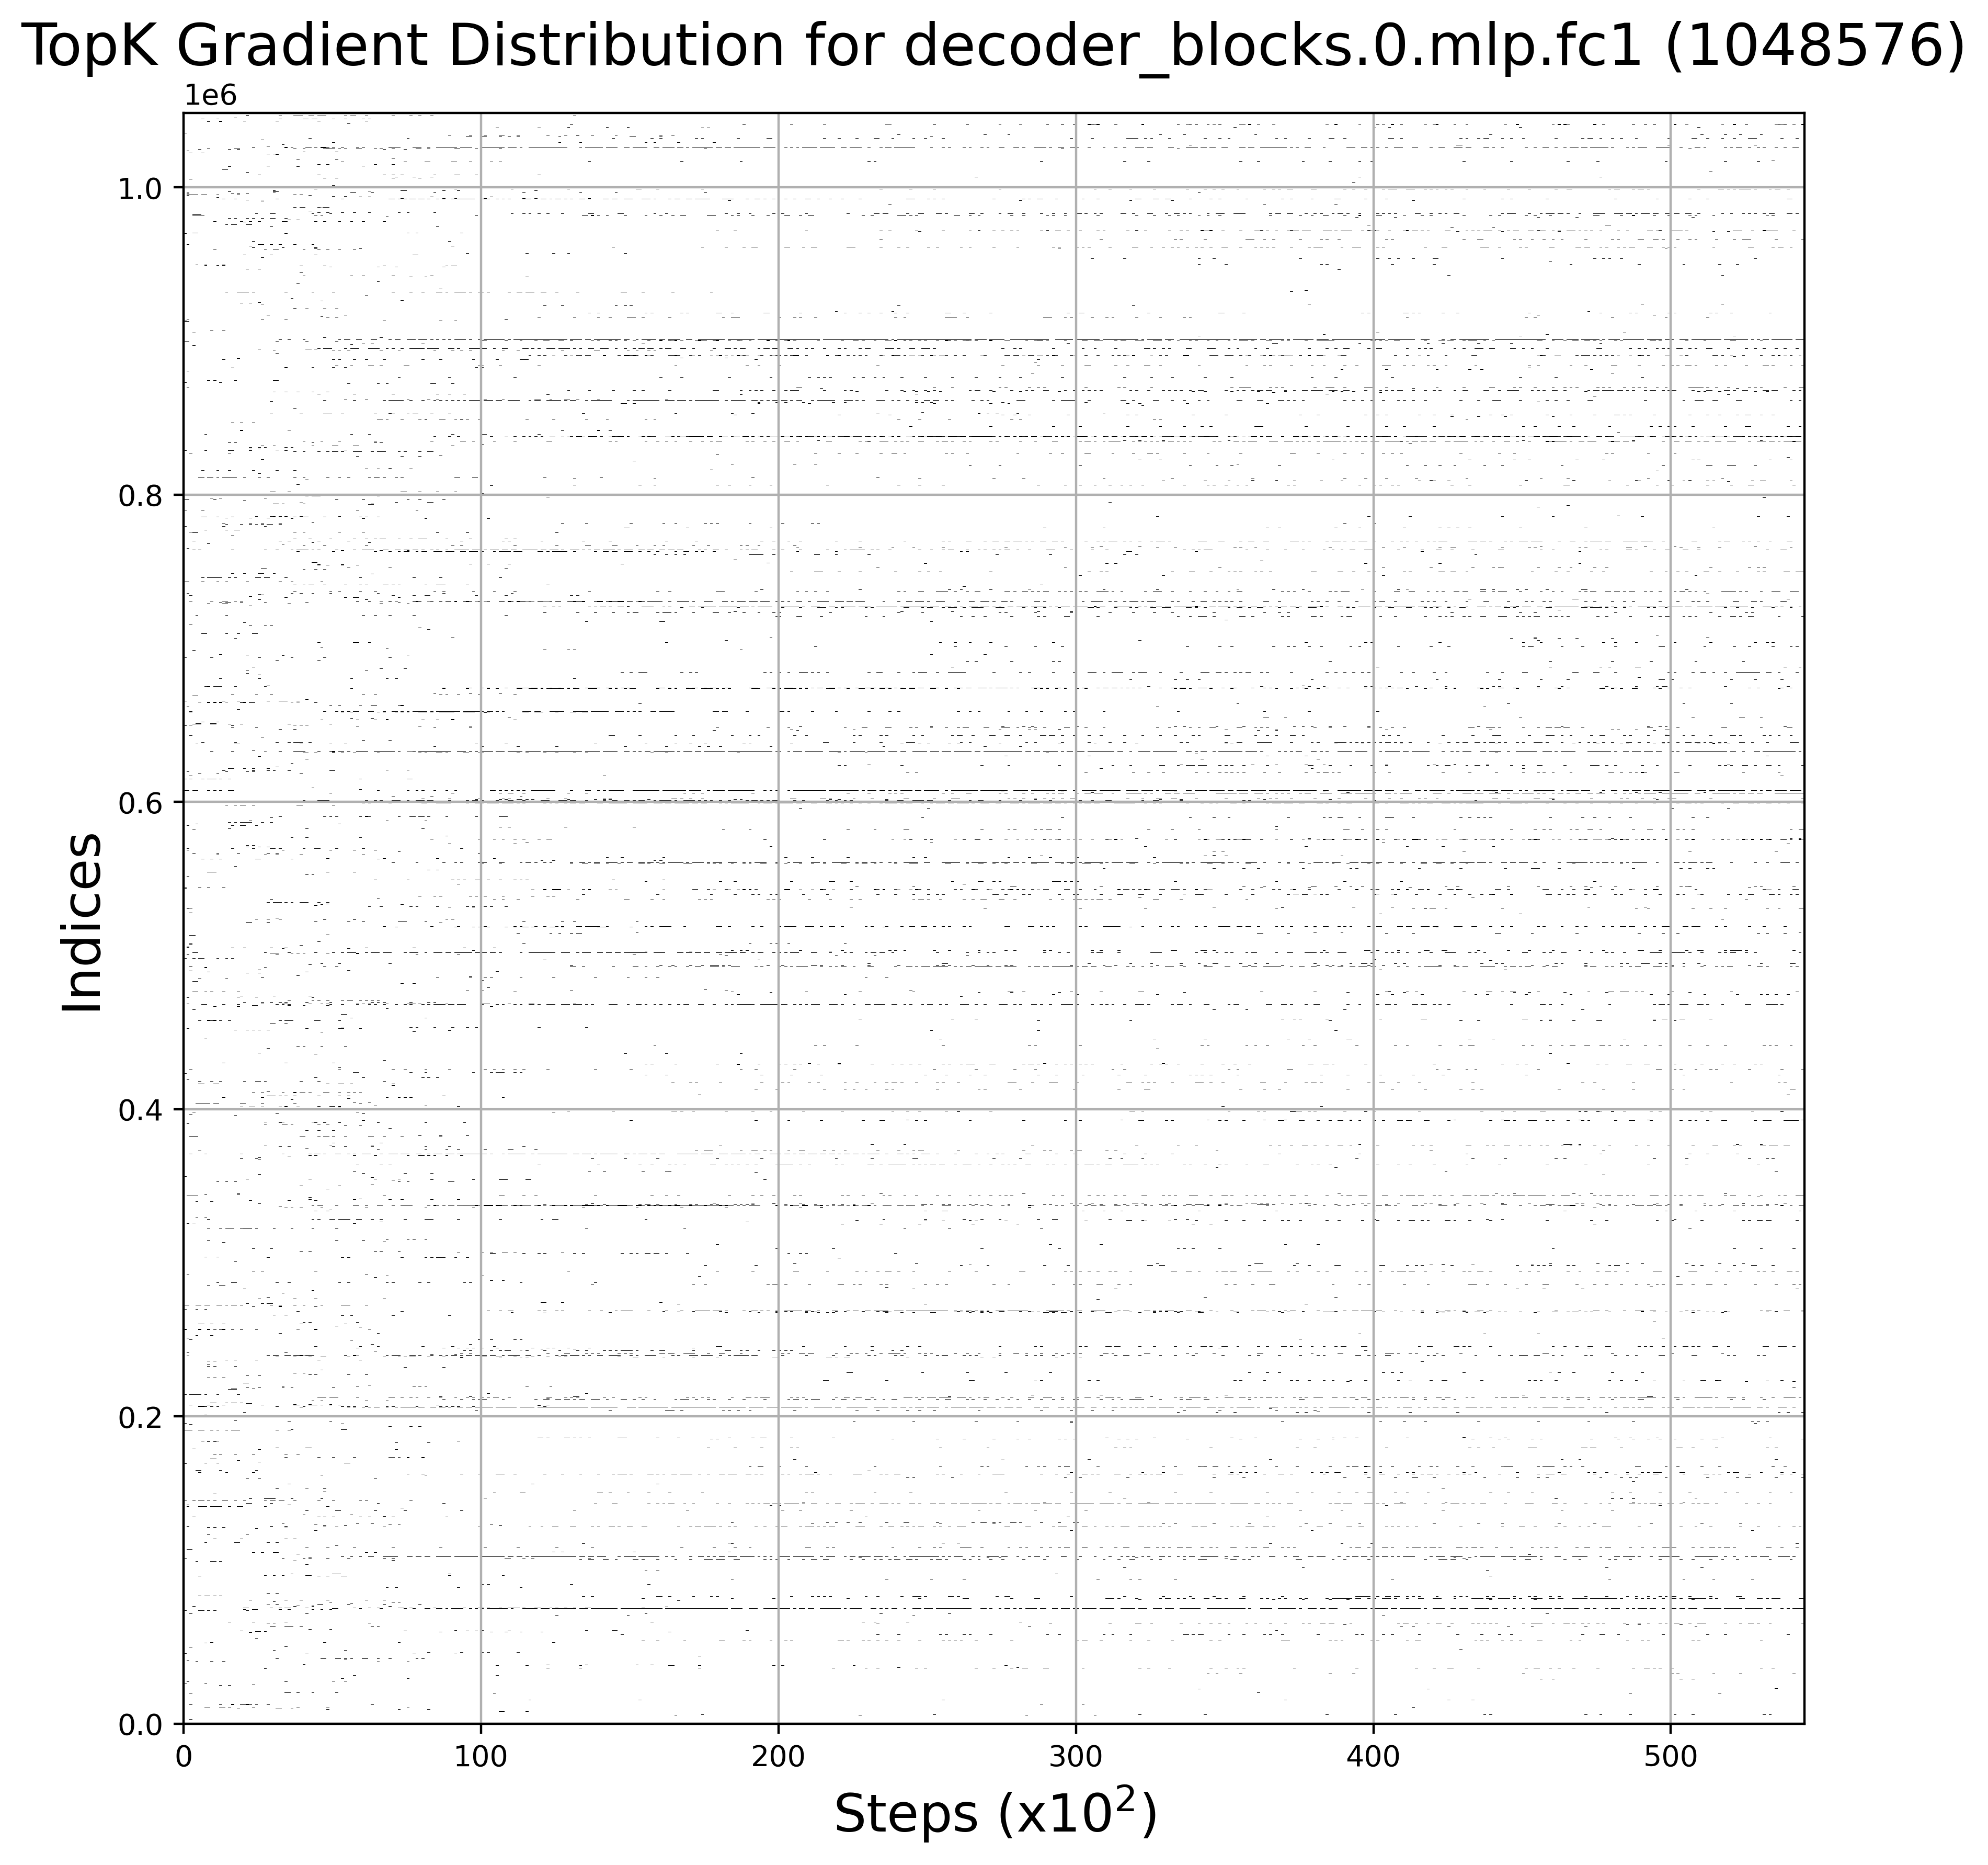 TopK Gradient Distribution for decoder_blocks.0.mlp.fc1 (1048576)
1e6
1.0
0.8
0.6
0.4
0.2
0.0
Indices
0 100 200 300 400 500
Steps (x10²)